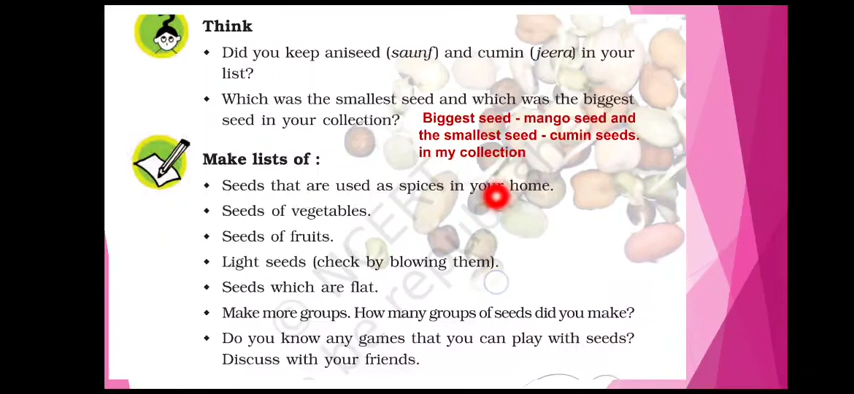 Think
• Did you keep aniseed (saunf) and cumin (jeera) in your
list?
• Which was the smallest seed and which was the biggest
seed in your collection?
Biggest seed - mango seed and
the smallest seed - cumin seeds.
in my collection
Make lists of :
• Seeds that are used as spices in your home.
• Seeds of vegetables.
• Seeds of fruits.
• Light seeds (check by blowing them).
• Seeds which are flat.
• Make more groups. How many groups of seeds did you make?
• Do you know any games that you can play with seeds?
Discuss with your friends.
© NCERT
be republ